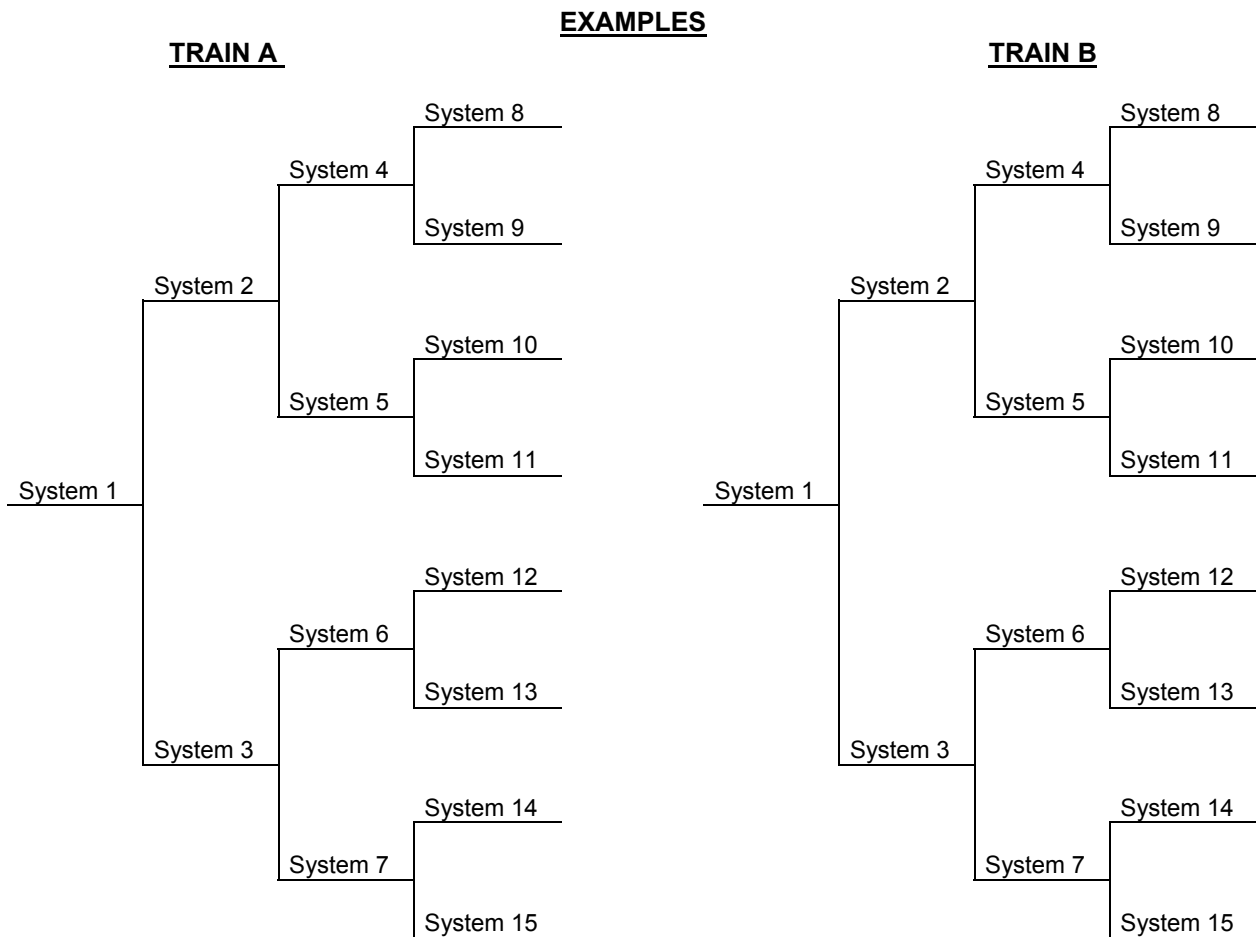 EXAMPLES
TRAIN A
TRAIN B
System 8
System 4
System 9
System 2
System 10
System 5
System 11
System 1
System 12
System 6
System 13
System 3
System 14
System 7
System 15
System 8
System 4
System 9
System 2
System 10
System 5
System 11
System 1
System 12
System 6
System 13
System 3
System 14
System 7
System 15